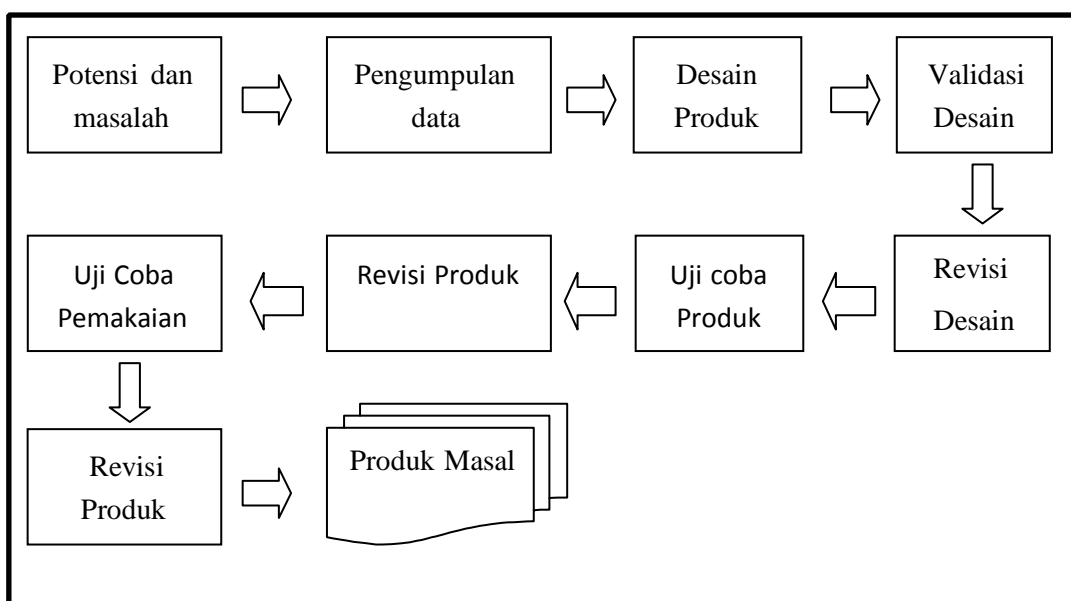 Potensi dan
masalah
Pengumpulan
data
Desain
Produk
Validasi
Desain
Revisi
Desain
Uji coba
Produk
Revisi Produk
Uji Coba
Pemakaian
Revisi
Produk
Produk Masal